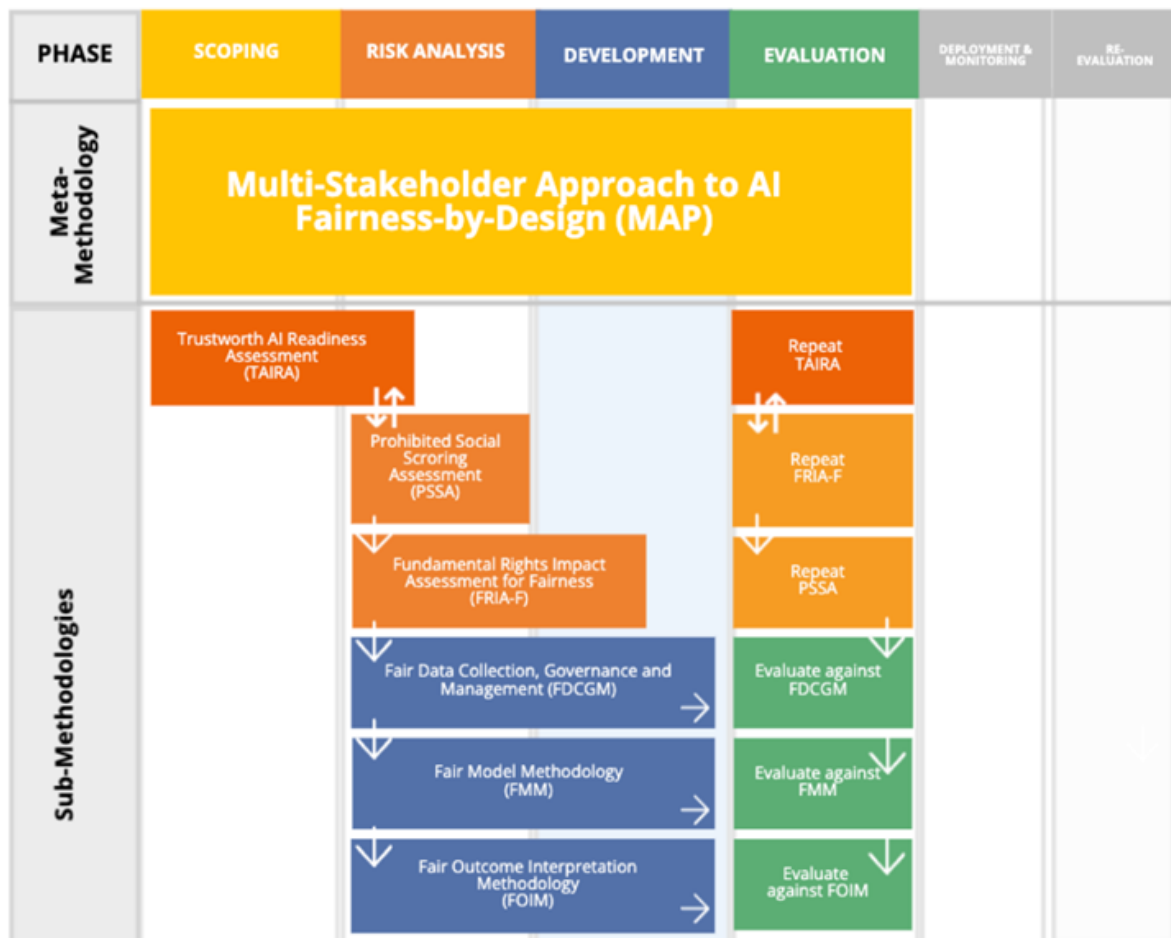 PHASE
SCOPING
RISK ANALYSIS
DEVELOPMENT
EVALUATION
DEPLOYMENT &
MONITORING
RE-
EVALUATION
Meta-
Methodology
Multi-Stakeholder Approach to AI
Fairness-by-Design (MAP)
Sub-Methodologies
Trustworth AI Readiness
Assessment
(TAIRA)
Repeat
TAIRA
Prohibited Social
Scroring
Assessment
(PSSA)
Repeat
FRIA-F
Fundamental Rights Impact
Assessment for Fairness
(FRIA-F)
Repeat
PSSA
Fair Data Collection, Governance and
Management (FDCGM)
Evaluate against
FDCGM
Fair Model Methodology
(FMM)
Evaluate against
FMM
Fair Outcome Interpretation
Methodology
(FOIM)
Evaluate
against FOIM